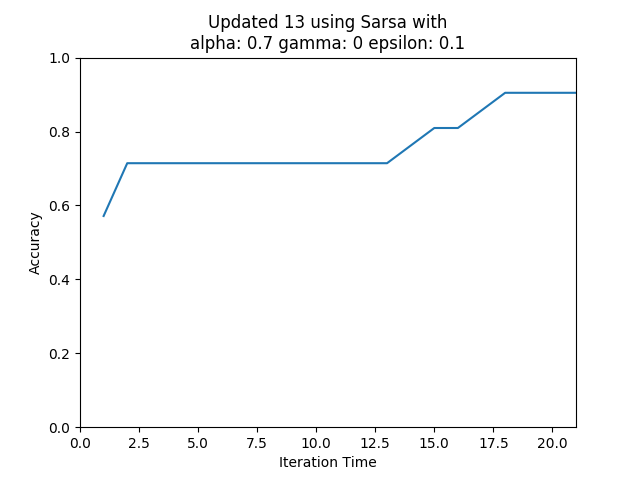 Updated 13 using Sarsa with
alpha: 0.7 gamma: 0 epsilon: 0.1
1.0
0.8
0.6
0.4
0.2
0.0
Accuracy
0.0 2.5 5.0 7.5 10.0 12.5 15.0 17.5 20.0
Iteration Time